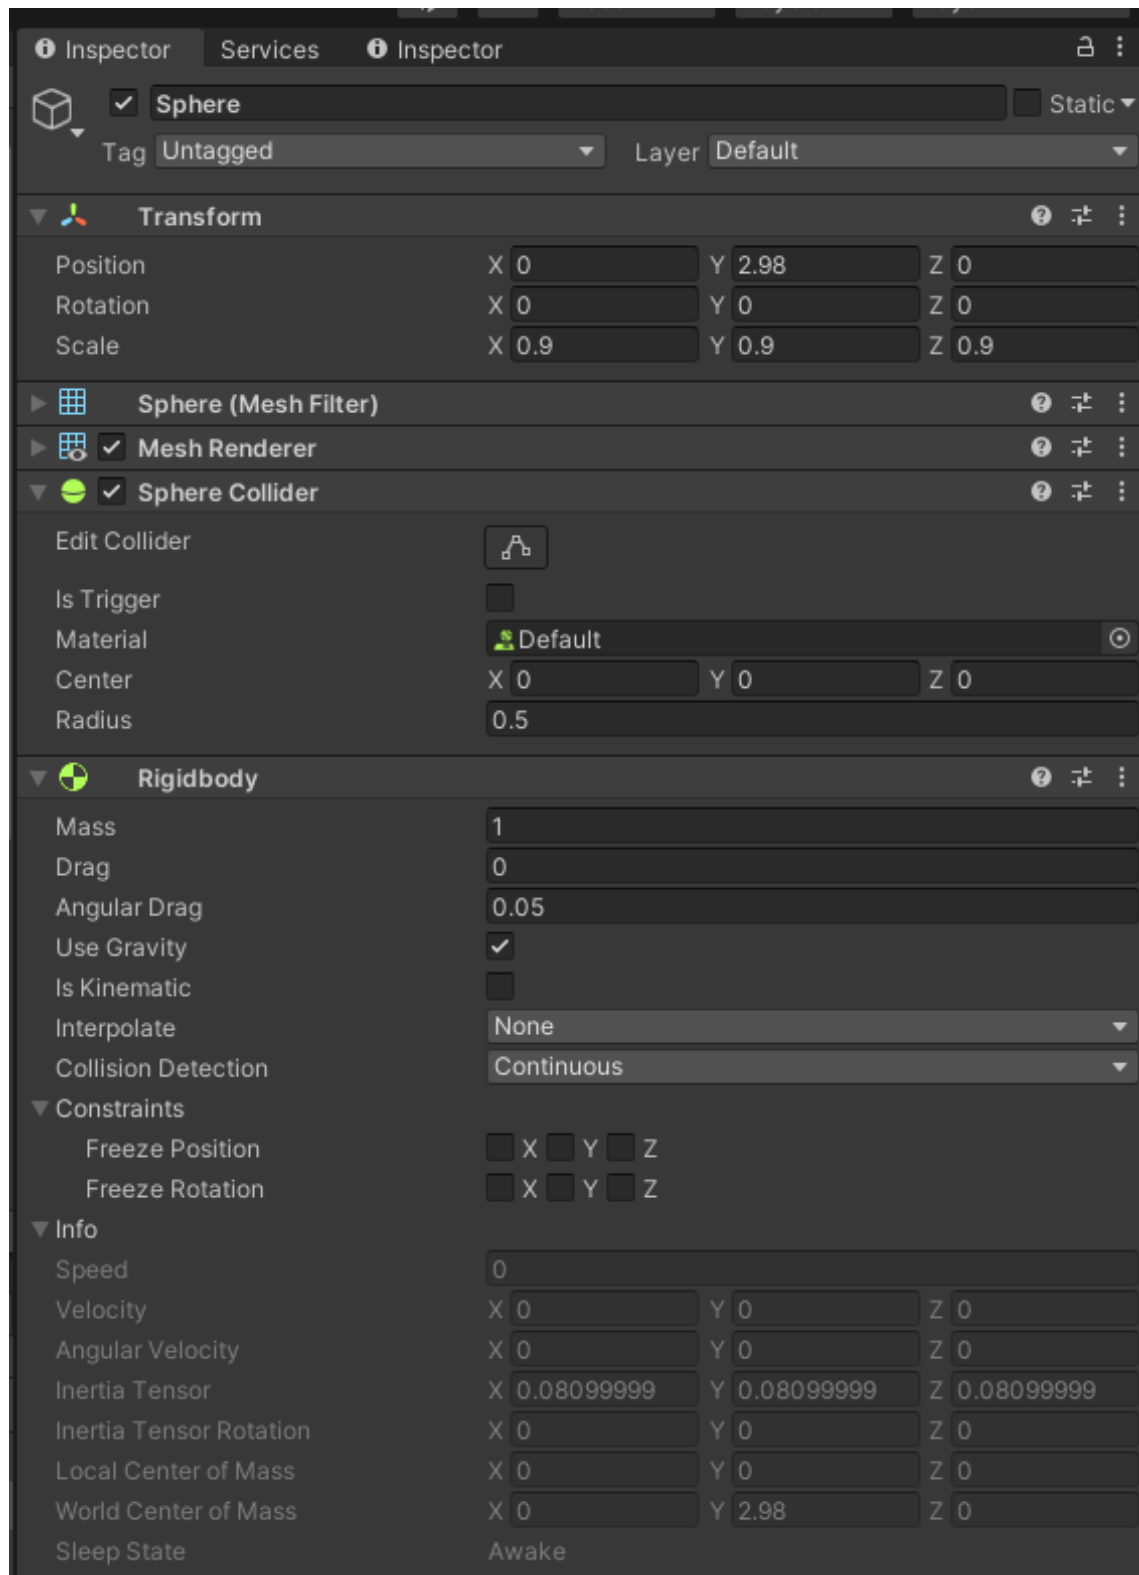 Inspector Services Inspector
Sphere Static
Tag Untagged Layer Default
Transform
Position X 0 Y 2.98 Z 0
Rotation X 0 Y 0 Z 0
Scale X 0.9 Y 0.9 Z 0.9
Sphere (Mesh Filter)
Mesh Renderer
Sphere Collider
Edit Collider
Is Trigger
Material Default
Center X 0 Y 0 Z 0
Radius 0.5
Rigidbody
Mass 1
Drag 0
Angular Drag 0.05
Use Gravity
Is Kinematic
Interpolate None
Collision Detection Continuous
Constraints
Freeze Position X Y Z
Freeze Rotation X Y Z
Info
Speed 0
Velocity X 0 Y 0 Z 0
Angular Velocity X 0 Y 0 Z 0
Inertia Tensor X 0.08099999 Y 0.08099999 Z 0.08099999
Inertia Tensor Rotation X 0 Y 0 Z 0
Local Center of Mass X 0 Y 0 Z 0
World Center of Mass X 0 Y 2.98 Z 0
Sleep State Awake